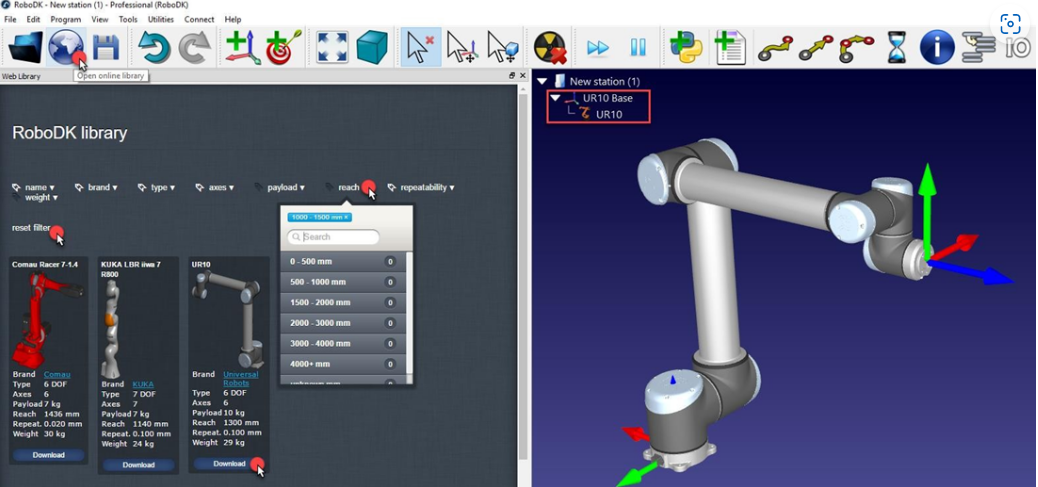 RoboDK - New station (1) - Professional (RoboDK)
File Edit Program View Tools Utilities Connect Help
Open online library
Web Library
New station (1)
UR10 Base
UR10
RoboDK library
name brand type axes payload reach repeatability
weight
reset filter
1000 - 1500 mm ×
Search
0 - 500 mm 0
500 - 1000 mm 0
1500 - 2000 mm 0
2000 - 3000 mm 0
3000 - 4000 mm 0
4000+ mm 0
Comau Racer 7-1.4
Brand Comau
Type 6 DOF
Axes 6
Payload 7 kg
Reach 1436 mm
Repeat. 0.020 mm
Weight 30 kg
Download
KUKA LBR iiwa 7
R800
Brand KUKA
Type 7 DOF
Axes 7
Payload 7 kg
Reach 1140 mm
Repeat. 0.100 mm
Weight 24 kg
Download
UR10
Brand Universal
Robots
Type 6 DOF
Axes 6
Payload 10 kg
Reach 1300 mm
Repeat. 0.100 mm
Weight 29 kg
Download